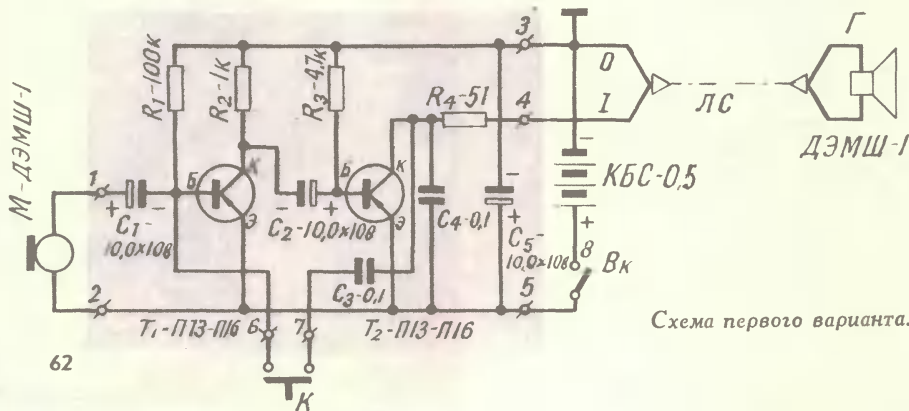 М-ДЭМШ-1
1
2
+ C₁- −
10,0×10в
R₁-100к
R₂-1к
R₃-4,7к
Б К Э
− C₂-10,0×10в +
Б К Э
R₄-51
C₄-0,1
C₃-0,1
− C₅- +
10,0×10в
T₁-П13-П16
T₂-П13-П16
6
7
К
3
4
5
0
I
− КБС-0,5 +
8
Вк
ЛС
Г
ДЭМШ-1
Схема первого варианта.
62